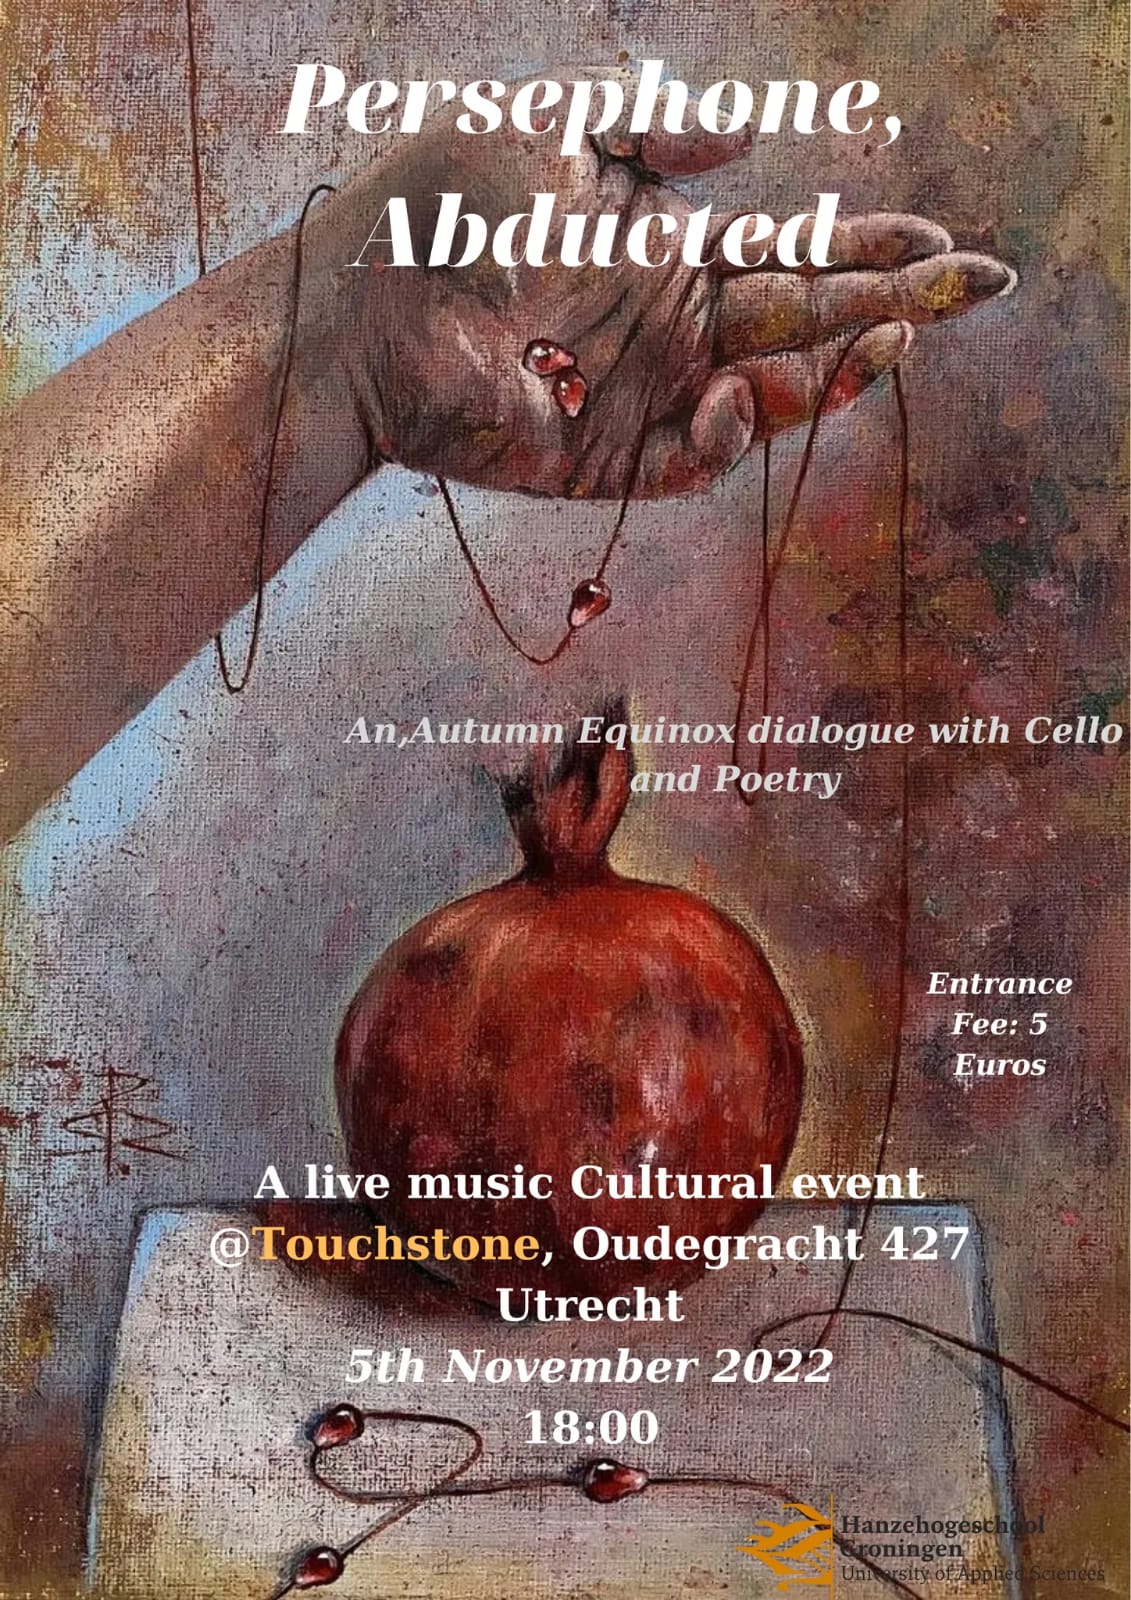 Persephone,
Abducted
An,Autumn Equinox dialogue with Cello
and Poetry
Entrance
Fee: 5
Euros
A live music Cultural event
@Touchstone, Oudegracht 427
Utrecht
5th November 2022
18:00
Hanzehogeschool
Groningen
University of Applied Sciences